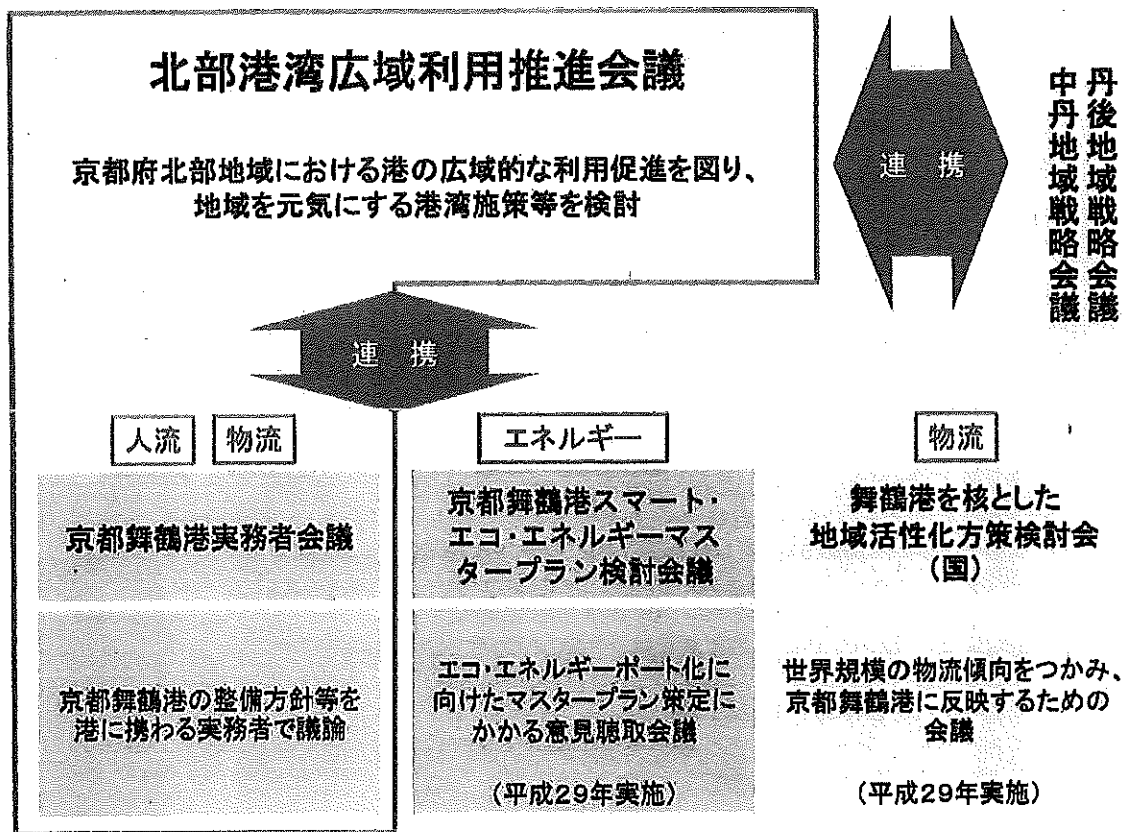 北部港湾広域利用推進会議
京都府北部地域における港の広域的な利用促進を図り、
地域を元気にする港湾施策等を検討
連 携
丹後地域戦略会議
中丹地域戦略会議
連 携
人流
物流
京都舞鶴港実務者会議
京都舞鶴港の整備方針等を
港に携わる実務者で議論
エネルギー
京都舞鶴港スマート・
エコ・エネルギーマス
タープラン検討会議
エコ・エネルギーポート化に
向けたマスタープラン策定に
かかる意見聴取会議
(平成29年実施)
物流
舞鶴港を核とした
地域活性化方策検討会
(国)
世界規模の物流傾向をつかみ、
京都舞鶴港に反映するための
会議
(平成29年実施)